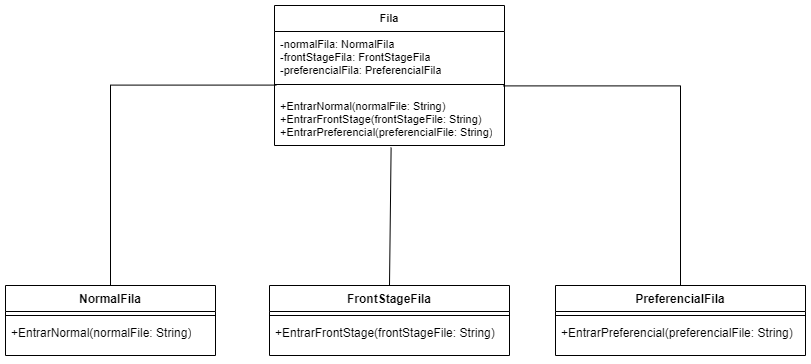 Fila
-normalFila: NormalFila
-frontStageFila: FrontStageFila
-preferencialFila: PreferencialFila
+EntrarNormal(normalFile: String)
+EntrarFrontStage(frontStageFile: String)
+EntrarPreferencial(preferencialFile: String)
NormalFila
+EntrarNormal(normalFile: String)
FrontStageFila
+EntrarFrontStage(frontStageFile: String)
PreferencialFila
+EntrarPreferencial(preferencialFile: String)